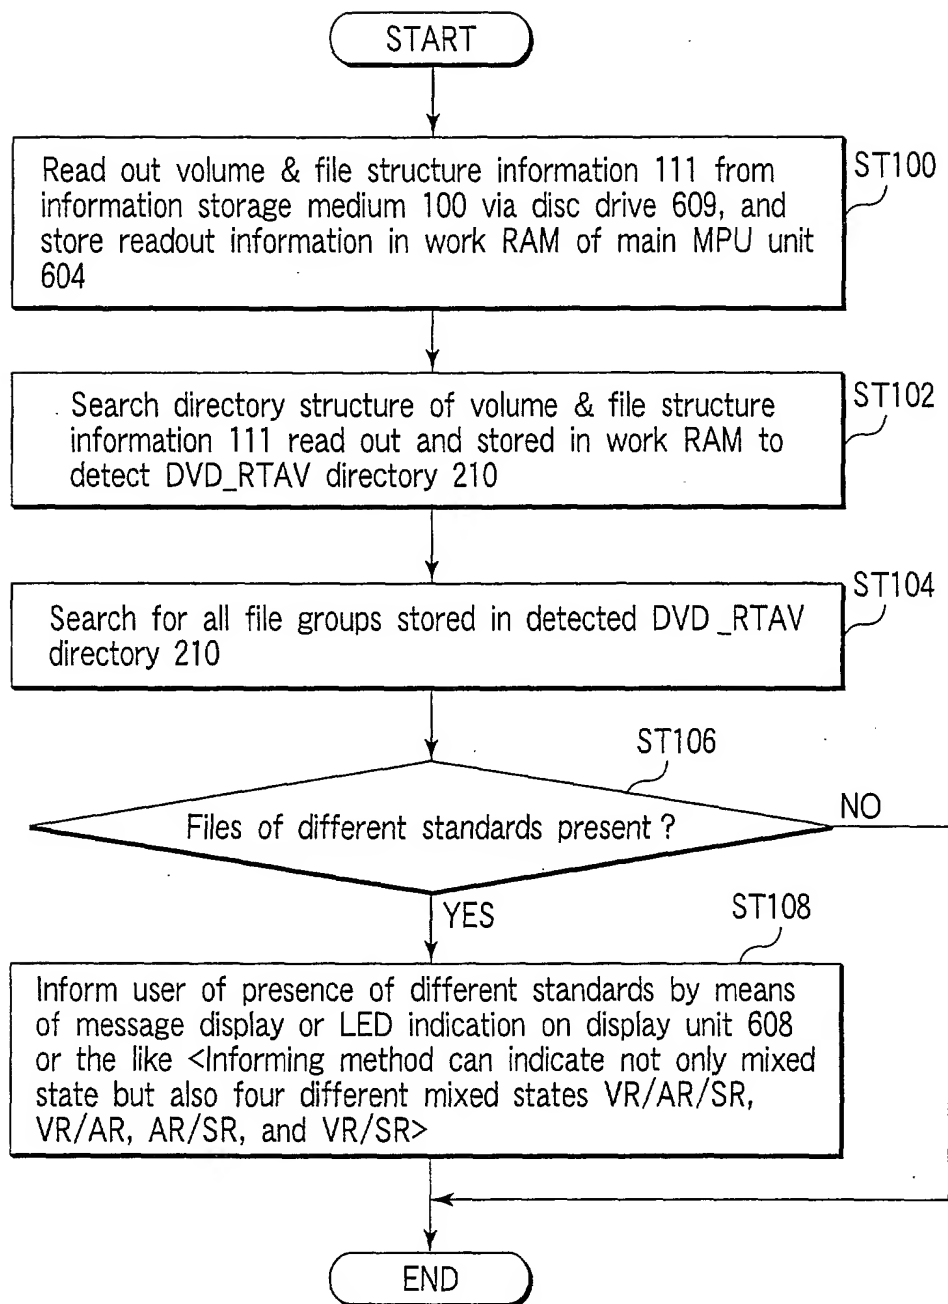 START
Read out volume & file structure information 111 from
information storage medium 100 via disc drive 609, and
store readout information in work RAM of main MPU unit
604
ST100
Search directory structure of volume & file structure
information 111 read out and stored in work RAM to
detect DVD_RTAV directory 210
ST102
Search for all file groups stored in detected DVD_RTAV
directory 210
ST104
ST106
Files of different standards present ?
NO
YES
ST108
Inform user of presence of different standards by means
of message display or LED indication on display unit 608
or the like <Informing method can indicate not only mixed
state but also four different mixed states VR/AR/SR,
VR/AR, AR/SR, and VR/SR>
END